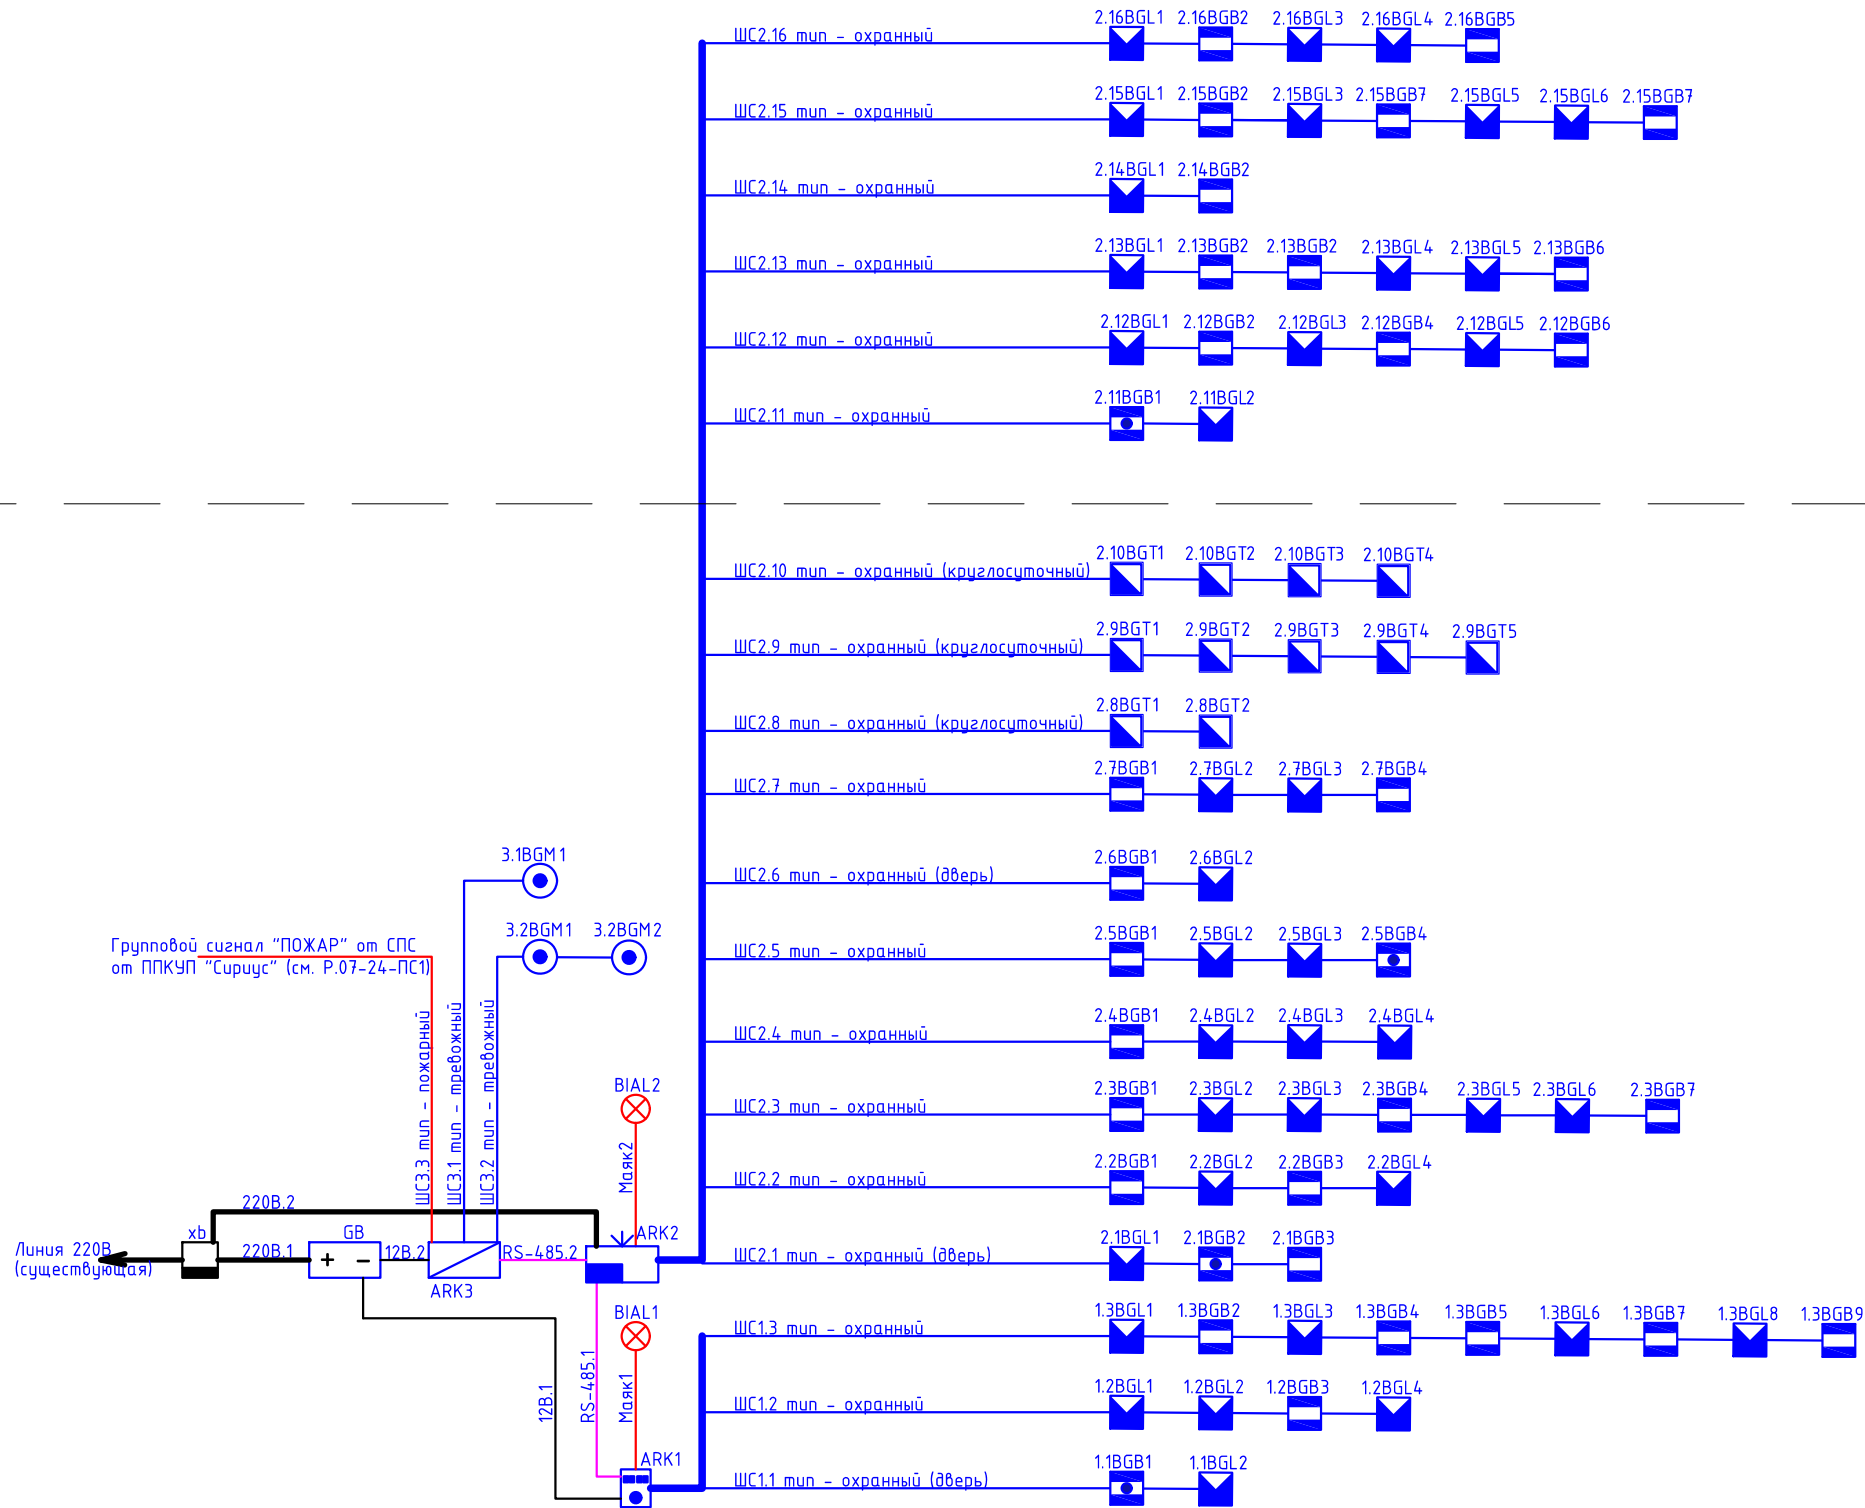 2.16BGL1 2.16BGB2 2.16BGL3 2.16BGL4 2.16BGB5
ШС2.16 тип - охранный
2.15BGL1 2.15BGB2 2.15BGL3 2.15BGB7 2.15BGL5 2.15BGL6 2.15BGB7
ШС2.15 тип - охранный
2.14BGL1 2.14BGB2
ШС2.14 тип - охранный
2.13BGL1 2.13BGB2 2.13BGB2 2.13BGL4 2.13BGL5 2.13BGB6
ШС2.13 тип - охранный
2.12BGL1 2.12BGB2 2.12BGL3 2.12BGB4 2.12BGL5 2.12BGB6
ШС2.12 тип - охранный
2.11BGB1 2.11BGL2
ШС2.11 тип - охранный
2.10BGT1 2.10BGT2 2.10BGT3 2.10BGT4
ШС2.10 тип - охранный (круглосуточный)
2.9BGT1 2.9BGT2 2.9BGT3 2.9BGT4 2.9BGT5
ШС2.9 тип - охранный (круглосуточный)
2.8BGT1 2.8BGT2
ШС2.8 тип - охранный (круглосуточный)
2.7BGB1 2.7BGL2 2.7BGL3 2.7BGB4
ШС2.7 тип - охранный
2.6BGB1 2.6BGL2
ШС2.6 тип - охранный (дверь)
3.1BGM1
2.5BGB1 2.5BGL2 2.5BGL3 2.5BGB4
ШС2.5 тип - охранный
3.2BGM1 3.2BGM2
Групповой сигнал "ПОЖАР" от СПС
от ППКУП "Сириус" (см. Р.07-24-ПС1)
2.4BGB1 2.4BGL2 2.4BGL3 2.4BGL4
ШС2.4 тип - охранный
ШС3.3 тип - пожарный
ШС3.1 тип - тревожный
ШС3.2 тип - тревожный
2.3BGB1 2.3BGL2 2.3BGL3 2.3BGB4 2.3BGL5 2.3BGL6 2.3BGB7
ШС2.3 тип - охранный
BIAL2
Маяк2
2.2BGB1 2.2BGL2 2.2BGB3 2.2BGL4
ШС2.2 тип - охранный
2.1BGL1 2.1BGB2 2.1BGB3
ШС2.1 тип - охранный (дверь)
220В.2
xb
GB
ARK2
Линия 220В
(существующая)
220В.1
12В.2
RS-485.2
ARK3
BIAL1
1.3BGL1 1.3BGB2 1.3BGL3 1.3BGB4 1.3BGB5 1.3BGL6 1.3BGB7 1.3BGL8 1.3BGB9
ШС1.3 тип - охранный
12В.1
RS-485.1
Маяк1
1.2BGL1 1.2BGL2 1.2BGB3 1.2BGL4
ШС1.2 тип - охранный
ARK1
1.1BGB1 1.1BGL2
ШС1.1 тип - охранный (дверь)